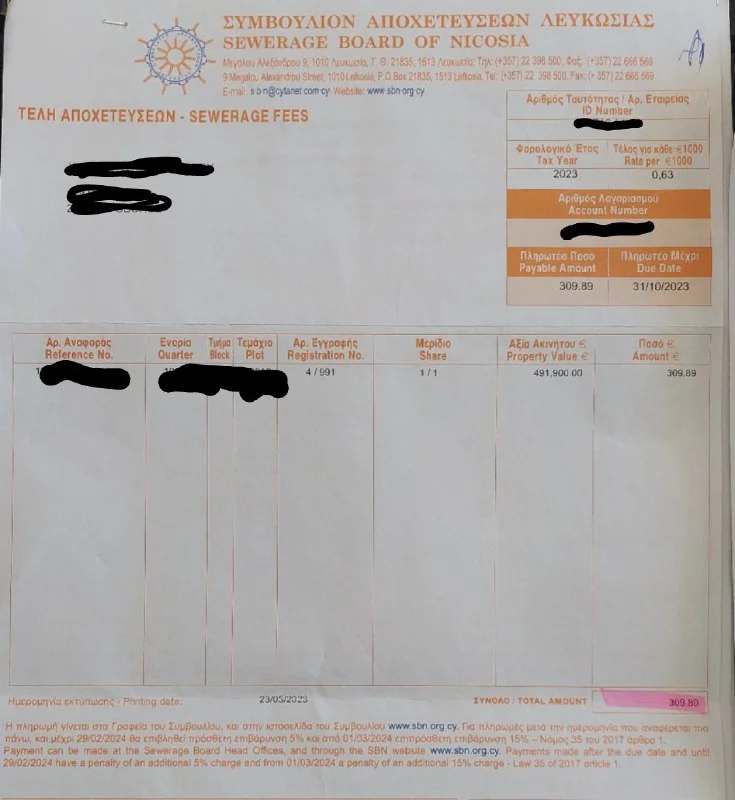 ΣΥΜΒΟΥΛΙΟΝ ΑΠΟΧΕΤΕΥΣΕΩΝ ΛΕΥΚΩΣΙΑΣ
SEWERAGE BOARD OF NICOSIA
Μεγάλου Αλεξάνδρου 9, 1010 Λευκωσία, Τ. Θ. 21835, 1513 Λευκωσία: Τηλ: (+357) 22 398 500, Φαξ: (+357) 22 665 569
9 Megalou Alexandrou Street, 1010 Lefkosia, P.O Box 21835, 1513 Lefkosia. Tel: (+357) 22 398 500, Fax: (+ 357) 22 665 569
E-mail: sbn@cytanet.com.cy Website: www.sbn.org.cy
ΤΕΛΗ ΑΠΟΧΕΤΕΥΣΕΩΝ - SEWERAGE FEES
Αριθμός Ταυτότητας / Αρ. Εταιρείας
ID Number
Φορολογικό Έτος Τέλος για κάθε €1000
Tax Year Rate per €1000
2023 0,63
Αριθμός Λογαριασμού
Account Number
Πληρωτέο Ποσό Πληρωτέο Μέχρι
Payable Amount Due Date
309.89 31/10/2023
Αρ. Αναφοράς Ενορία Τμήμα Τεμάχιο Αρ. Εγγραφής Μερίδιο Αξία Ακινήτου € Ποσό €
Reference No. Quarter Block Plot Registration No. Share Property Value € Amount €
4 / 991 1 / 1 491,900.00 309.89
Ημερομηνία εκτύπωσης - Printing date: 23/05/2023 ΣΥΝΟΛΟ / TOTAL AMOUNT 309.89
Η πληρωμή γίνεται στα Γραφεία του Συμβουλίου, και στην ιστοσελίδα του Συμβουλίου www.sbn.org.cy. Για πληρωμές μετά την ημερομηνία που αναφέρεται πιο
πάνω, και μέχρι 29/02/2024 θα επιβληθεί πρόσθετη επιβάρυνση 5% και από 01/03/2024 επιπρόσθετη επιβάρυνση 15% – Νόμος 35 του 2017 άρθρο 1.
Payment can be made at the Sewerage Board Head Offices, and through the SBN website www.sbn.org.cy. Payments made after the due date and until
29/02/2024 have a penalty of an additional 5% charge and from 01/03/2024 a penalty of an additional 15% charge - Law 35 of 2017 article 1.